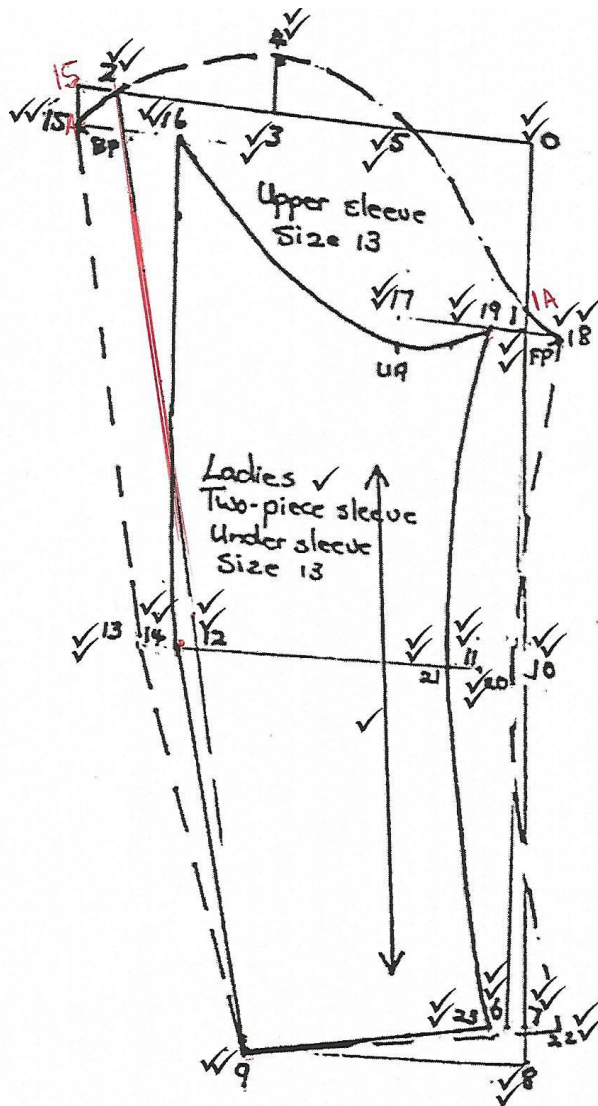 4
15 2
15A BP 16 3 5 0
Upper sleeve
Size 13
17 19 1 1A
18
UA FP
Ladies
Two-piece sleeve
Under sleeve
Size 13
13 14 12 11 10
21 20
23 6 7
22
9 8